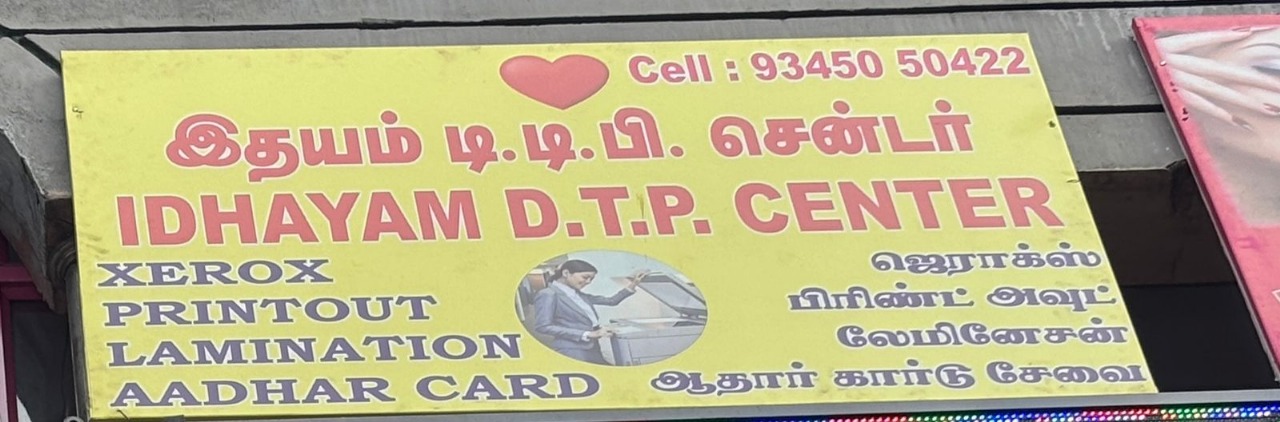 Cell : 93450 50422
இதயம் டி.டி.பி. சென்டர்
IDHAYAM D.T.P. CENTER
XEROX
PRINTOUT
LAMINATION
AADHAR CARD
ஜெராக்ஸ்
பிரிண்ட் அவுட்
லேமினேசன்
ஆதார் கார்டு சேவை